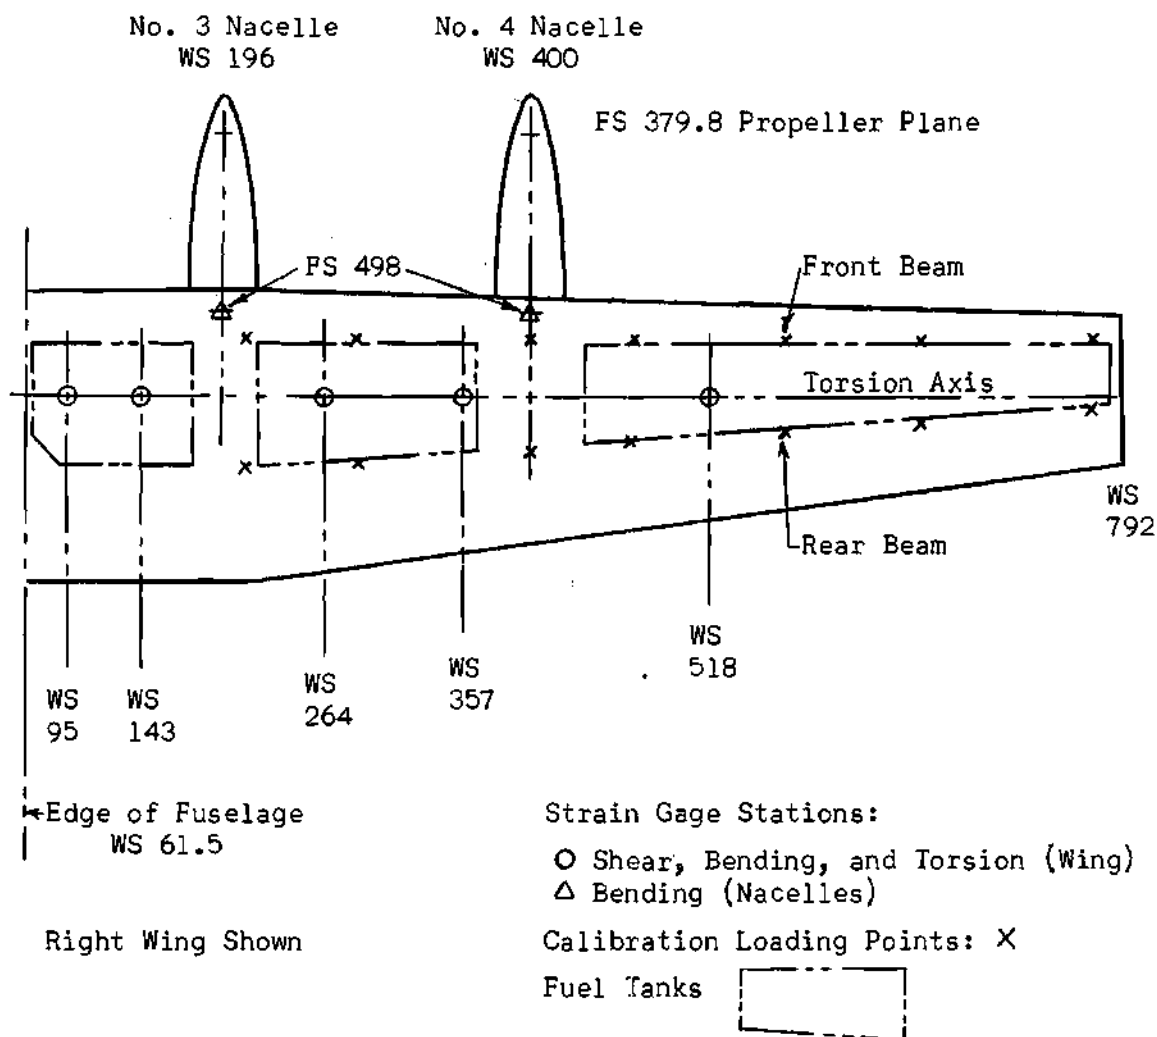 No. 3 Nacelle
WS 196
No. 4 Nacelle
WS 400
FS 379.8 Propeller Plane
FS 498
Front Beam
Torsion Axis
WS
792
Rear Beam
WS
518
WS
357
WS
264
WS
95
WS
143
Edge of Fuselage
WS 61.5
Strain Gage Stations:
O Shear, Bending, and Torsion (Wing)
Δ Bending (Nacelles)
Right Wing Shown
Calibration Loading Points: X
Fuel Tanks